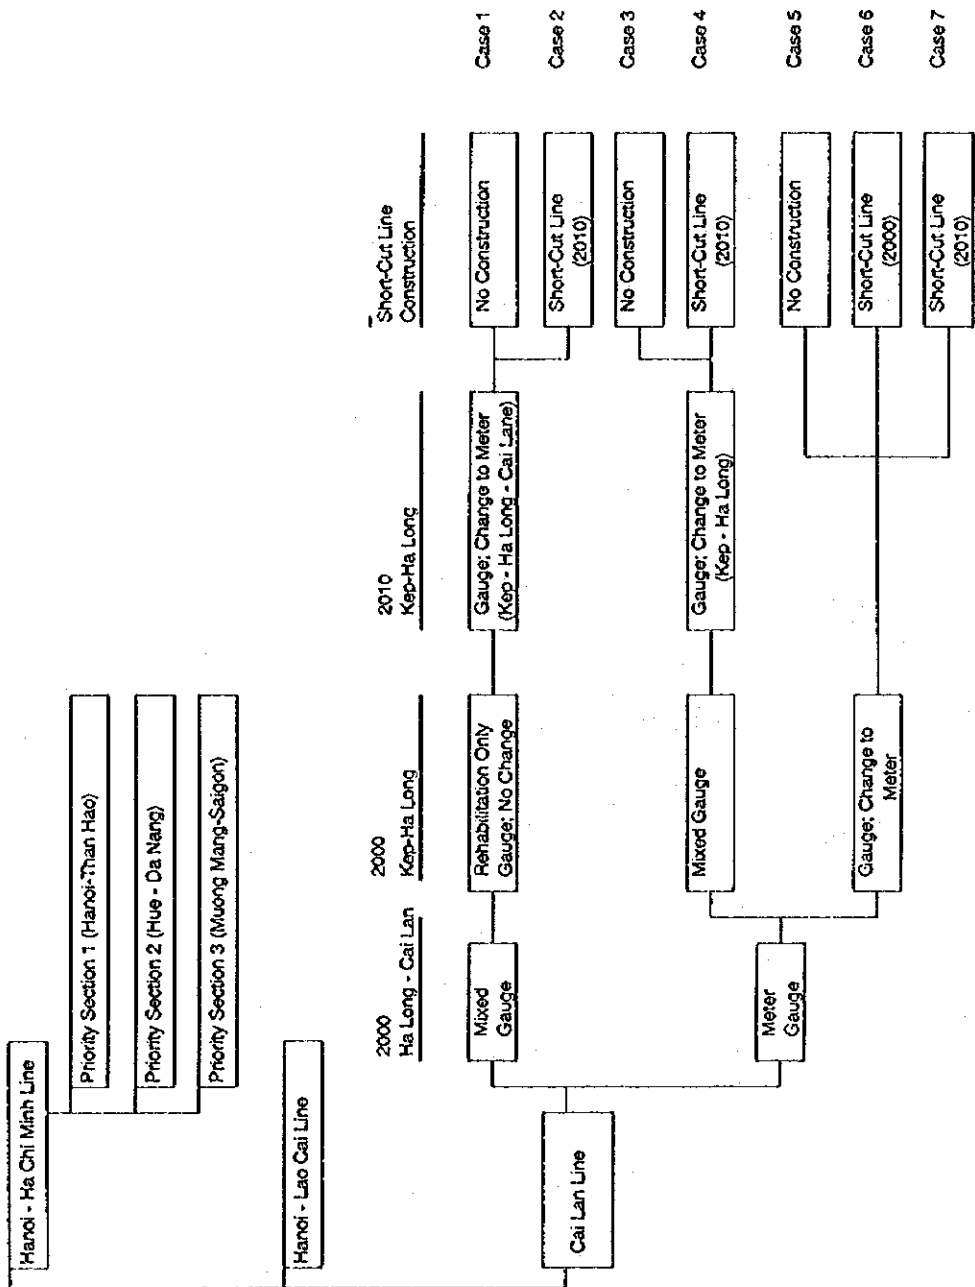 Hanoi - Ha Chi Minh Line
Priority Section 1 (Hanoi-Than Hao)
Priority Section 2 (Hue - Da Nang)
Priority Section 3 (Muong Mang-Saigon)
Hanoi - Lao Cai Line
2000
Ha Long - Cai Lan
2000
Kep-Ha Long
2010
Kep-Ha Long
Short-Cut Line
Construction
Cai Lan Line
Mixed
Gauge
Rehabilitation Only
Gauge; No Change
Gauge; Change to Meter
(Kep - Ha Long - Cai Lane)
No Construction
Case 1
Short-Cut Line
(2010)
Case 2
No Construction
Case 3
Mixed Gauge
Gauge; Change to Meter
(Kep - Ha Long)
Short-Cut Line
(2010)
Case 4
Meter
Gauge
No Construction
Case 5
Gauge; Change to
Meter
Short-Cut Line
(2000)
Case 6
Short-Cut Line
(2010)
Case 7